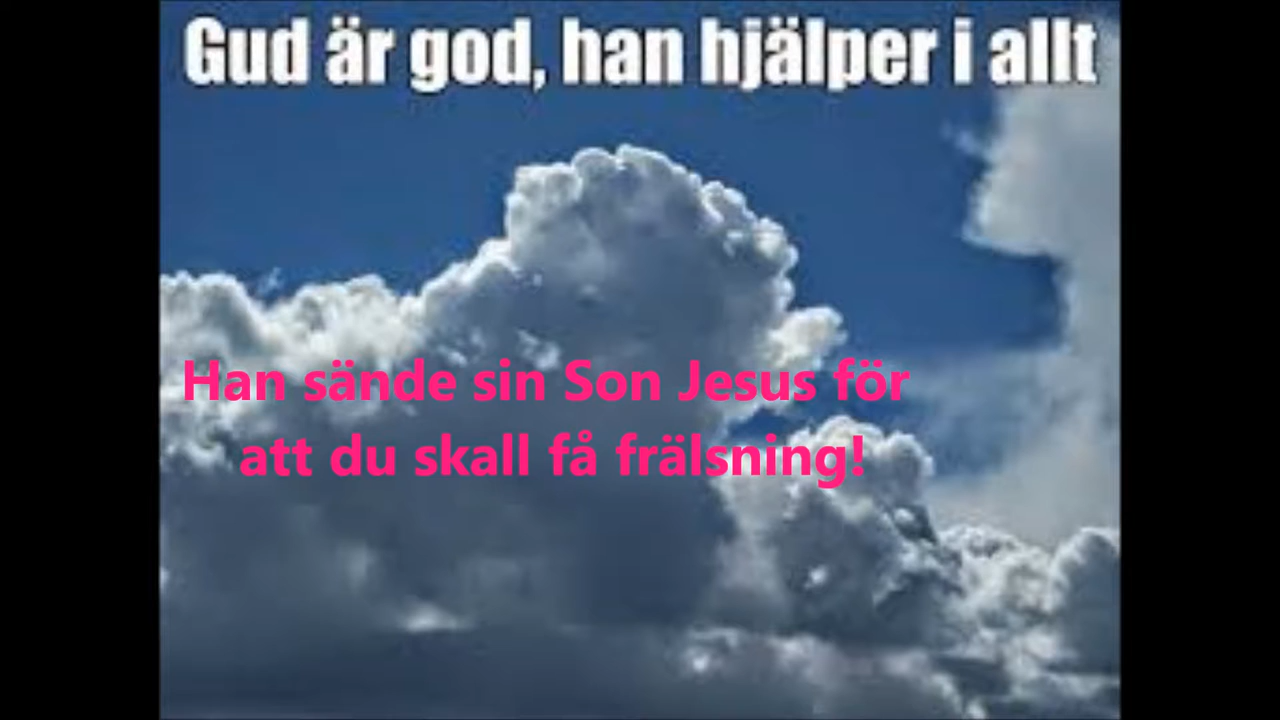 Gud är god, han hjälper i allt
Han sände sin Son Jesus för
att du skall få frälsning!